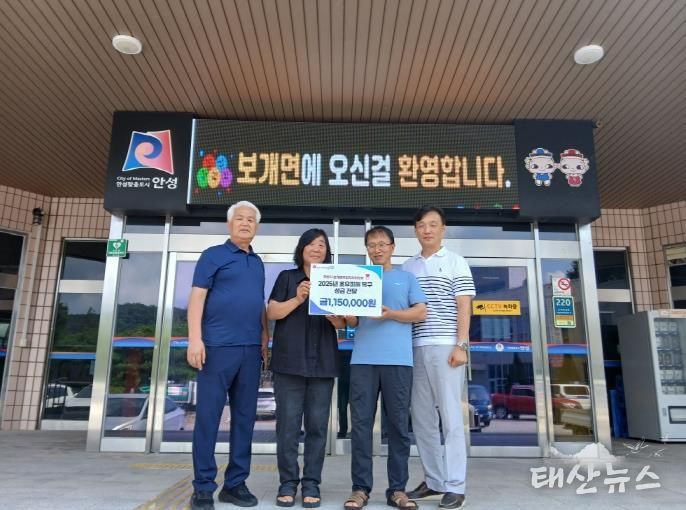 보개면에 오신걸 환영합니다.
City of Masters
안성맞춤도시 안성
2025년 호우피해 복구
성금 전달
금1,150,000원
CCTV 녹화중
220
태산뉴스